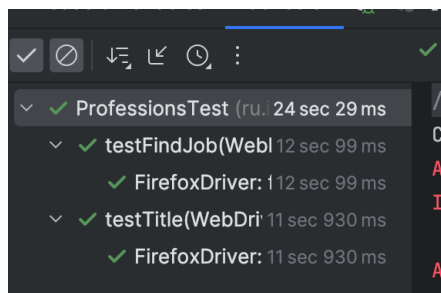 ProfessionsTest (ru. 24 sec 29 ms
testFindJob(Webl 12 sec 99 ms
FirefoxDriver: 12 sec 99 ms
testTitle(WebDri 11 sec 930 ms
FirefoxDriver: 11 sec 930 ms